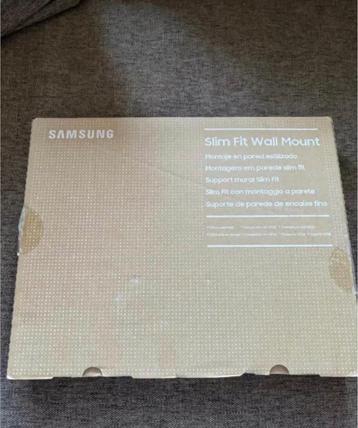 SAMSUNG
Slim Fit Wall Mount
Montaje en pared estilizado
Montagem em parede slim fit
Support mural Slim Fit
Slim Fit con montaggio a parete
Suporte de parede de encaixe fino